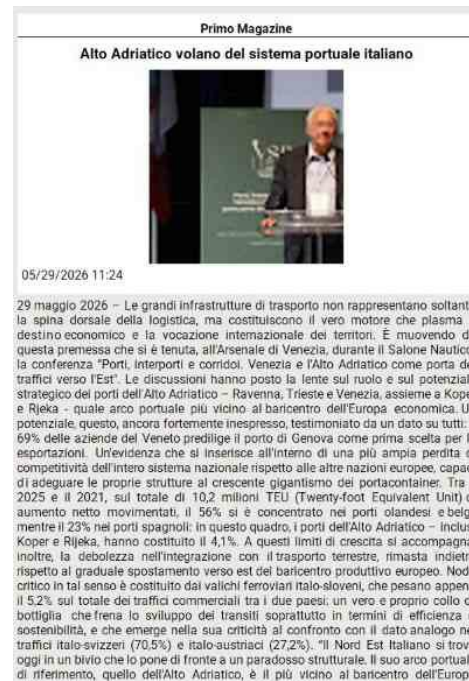 Primo Magazine
Alto Adriatico volano del sistema portuale italiano
05/29/2026 11:24
29 maggio 2026 – Le grandi infrastrutture di trasporto non rappresentano soltant
la spina dorsale della logistica, ma costituiscono il vero motore che plasma
destino economico e la vocazione internazionale dei territori. È muovendo d
questa premessa che si è tenuta, all'Arsenale di Venezia, durante il Salone Nautico
la conferenza "Porti, interporti e corridoi. Venezia e l'Alto Adriatico come porta de
traffici verso l'Est". Le discussioni hanno posto la lente sul ruolo e sul potenzial
strategico dei porti dell'Alto Adriatico – Ravenna, Trieste e Venezia, assieme a Kope
e Rjeka - quale arco portuale più vicino al baricentro dell'Europa economica. U
potenziale, questo, ancora fortemente inespresso, testimoniato da un dato su tutti:
69% delle aziende del Veneto predilige il porto di Genova come prima scelta per l
esportazioni. Un'evidenza che si inserisce all'interno di una più ampia perdita d
competitività dell'intero sistema nazionale rispetto alle altre nazioni europee, capac
di adeguare le proprie strutture al crescente gigantismo dei portacontainer. Tra
2025 e il 2021, sul totale di 10,2 milioni TEU (Twenty-foot Equivalent Unit) d
aumento netto movimentati, il 56% si è concentrato nei porti olandesi e belg
mentre il 23% nei porti spagnoli: in questo quadro, i porti dell'Alto Adriatico – inclus
Koper e Rijeka, hanno costituito il 4,1%. A questi limiti di crescita si accompagna
inoltre, la debolezza nell'integrazione con il trasporto terrestre, rimasta indietr
rispetto al graduale spostamento verso est del baricentro produttivo europeo. Nod
critico in tal senso è costituito dai valichi ferroviari italo-sloveni, che pesano appen
il 5,2% sul totale dei traffici commerciali tra i due paesi; un vero e proprio collo d
bottiglia che frena lo sviluppo dei transiti soprattutto in termini di efficienza
sostenibilità, e che emerge nella sua criticità al confronto con il dato analogo ne
traffici italo-svizzeri (70,5%) e italo-austriaci (27,2%). "Il Nord Est Italiano si trov
oggi in un bivio che lo pone di fronte a un paradosso strutturale. Il suo arco portual
di riferimento, quello dell'Alto Adriatico, è il più vicino al baricentro dell'Europ